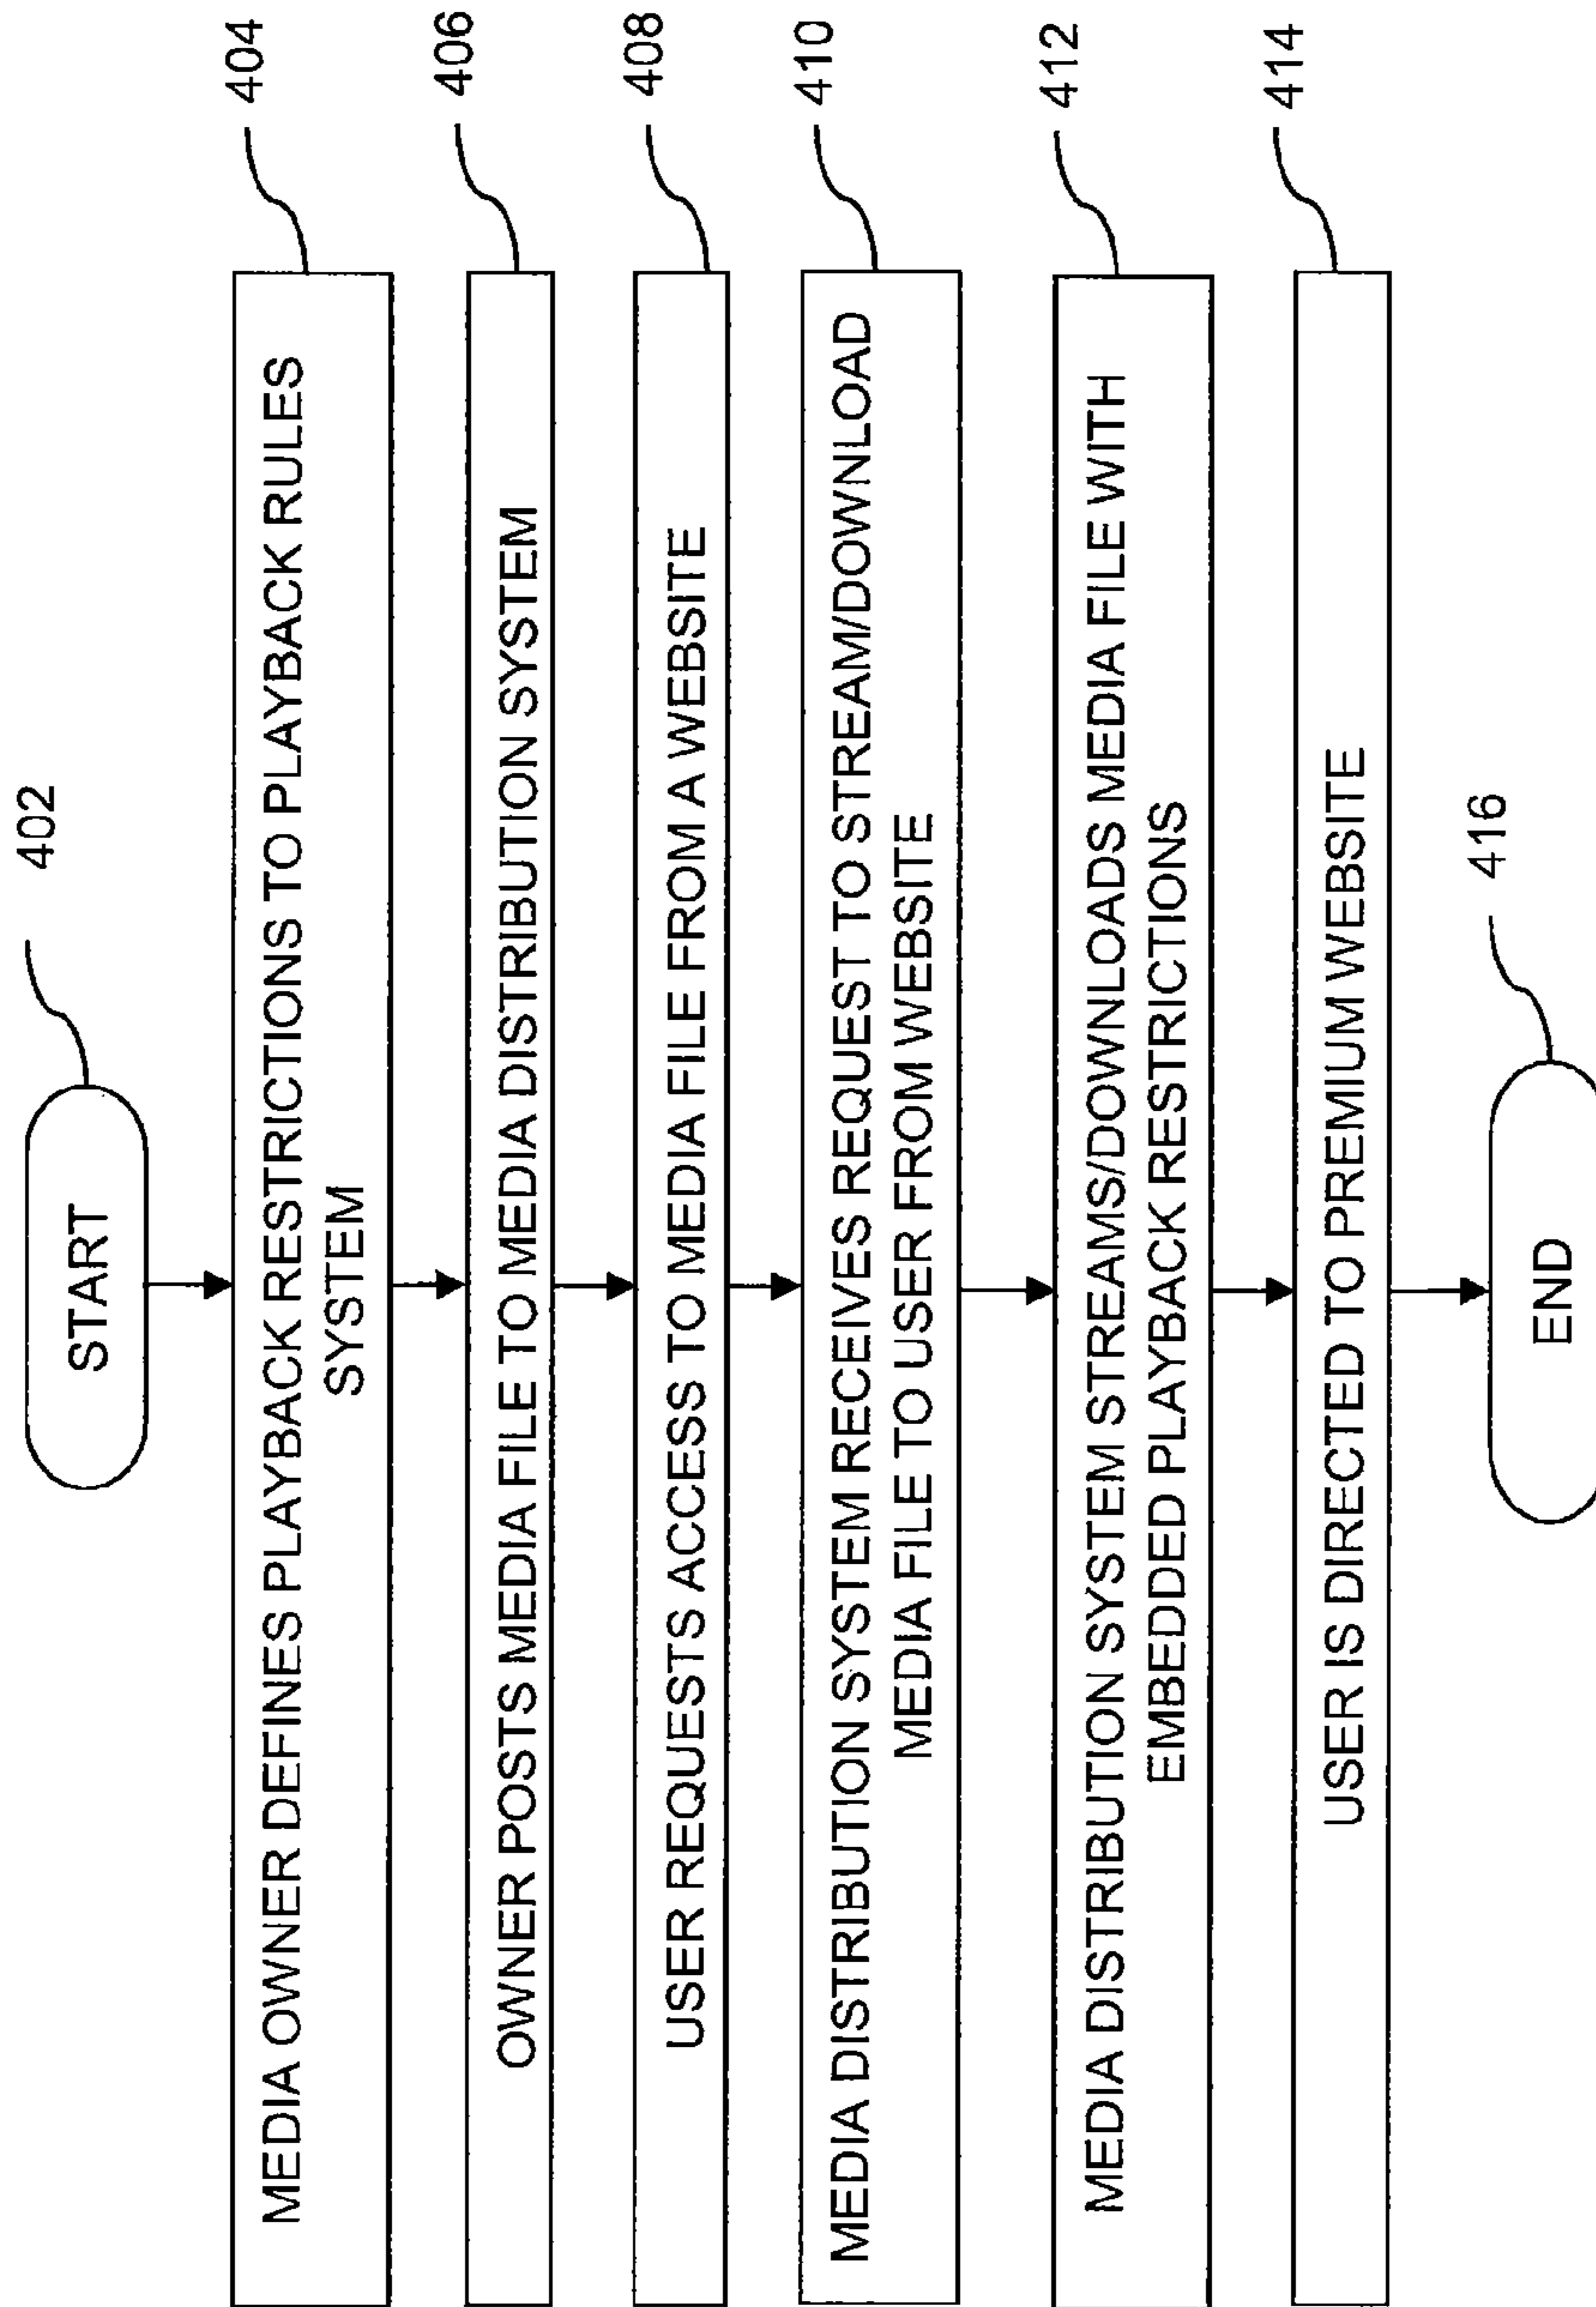 START
402
MEDIA OWNER DEFINES PLAYBACK RESTRICTIONS TO PLAYBACK RULES
SYSTEM
404
OWNER POSTS MEDIA FILE TO MEDIA DISTRIBUTION SYSTEM
406
USER REQUESTS ACCESS TO MEDIA FILE FROM A WEBSITE
408
MEDIA DISTRIBUTION SYSTEM RECEIVES REQUEST TO STREAM/DOWNLOAD
MEDIA FILE TO USER FROM WEBSITE
410
MEDIA DISTRIBUTION SYSTEM STREAMS/DOWNLOADS MEDIA FILE WITH
EMBEDDED PLAYBACK RESTRICTIONS
412
USER IS DIRECTED TO PREMIUM WEBSITE
414
END
416